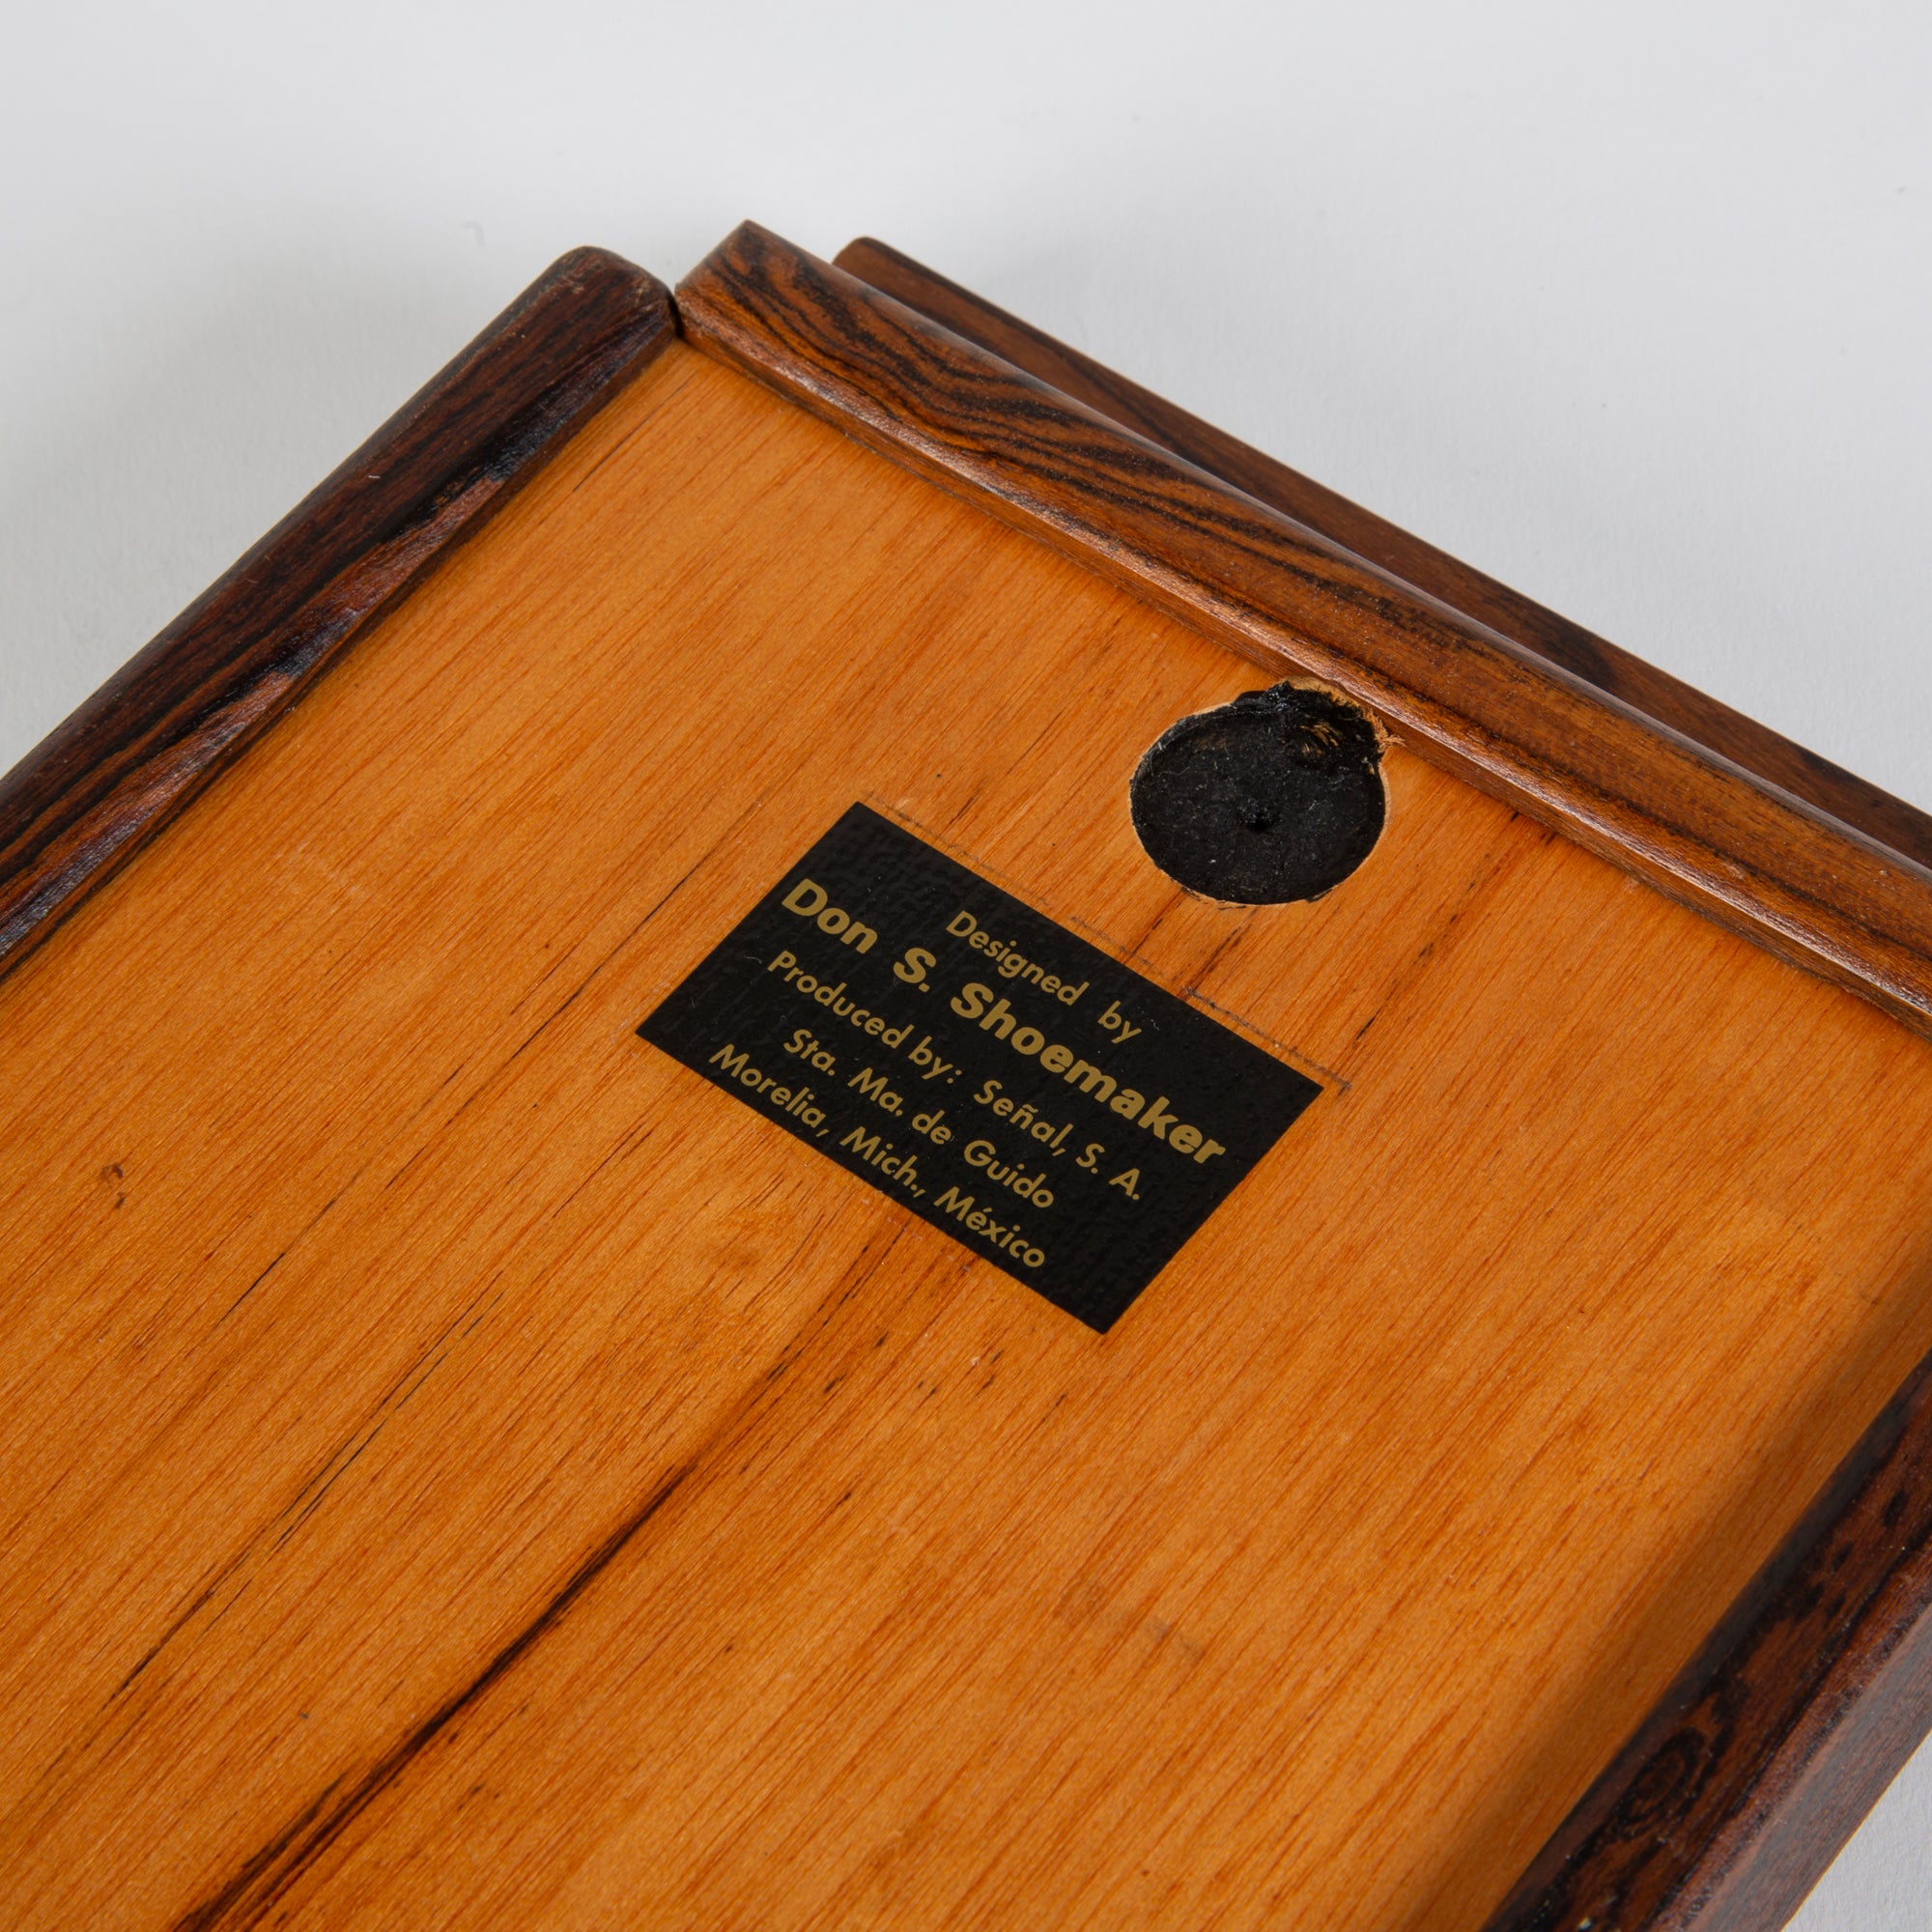 Designed by
Don S. Shoemaker
Produced by: Señal, S. A.
Sta. Ma. de Guido
Morelia, Mich., México